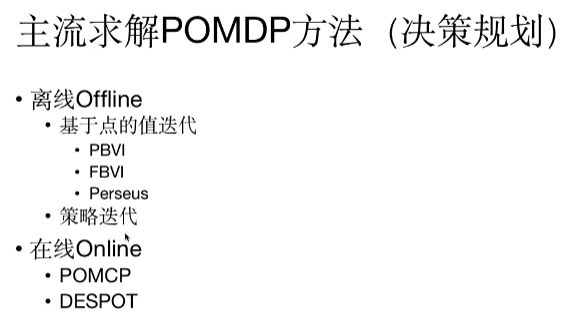 主流求解POMDP方法（决策规划）
• 离线Offline
• 基于点的值迭代
• PBVI
• FBVI
• Perseus
• 策略迭代
• 在线Online
• POMCP
• DESPOT